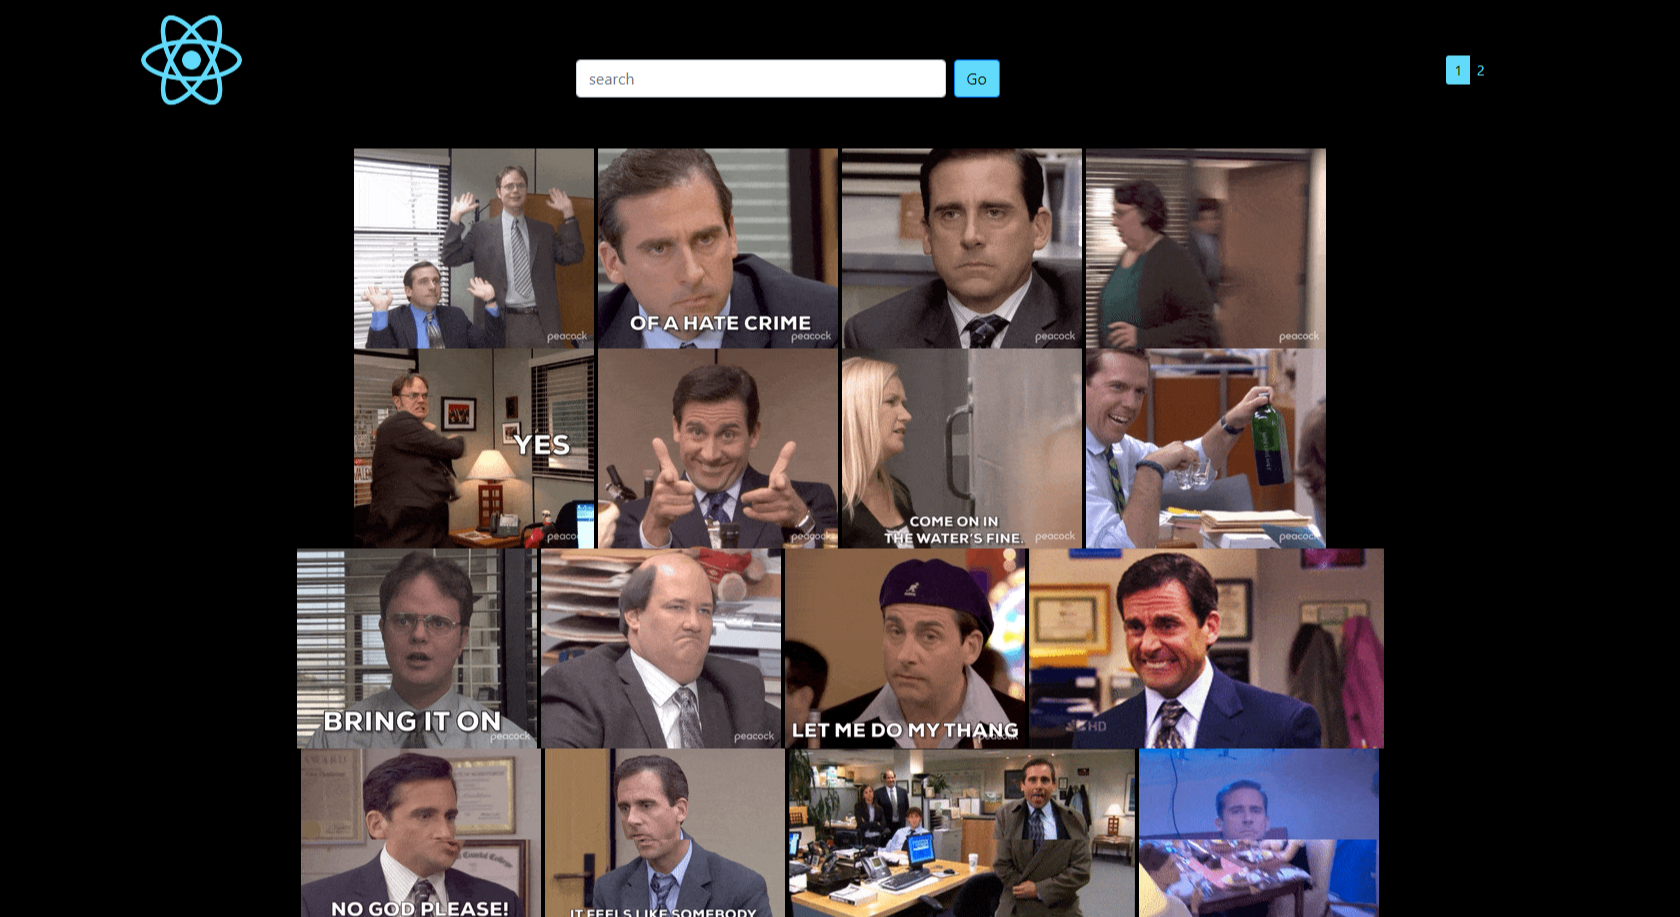 search
Go
1
2
peacock
OF A HATE CRIME
peacock
peacock
peacock
YES
peacoc
peacock
COME ON IN
THE WATER'S FINE.
peacock
peacock
BRING IT ON
peacock
peacock
LET ME DO MY THANG
peacock
HD
NO GOD PLEASE!
IT FEELS LIKE SOMEBODY